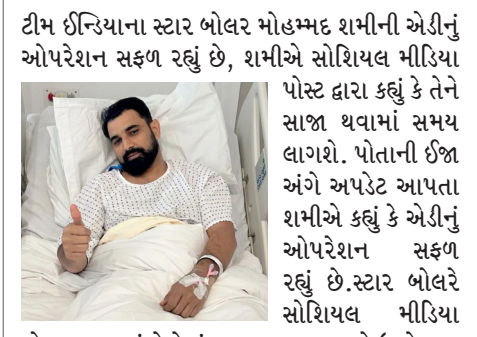 ટીમ ઈન્ડિયાના સ્ટાર બોલર મોહમ્મદ શમીની એડીનું
ઓપરેશન સફળ રહ્યું છે, શમીએ સોશિયલ મીડિયા
પોસ્ટ દ્વારા કહ્યું કે તેને
સાજા થવામાં સમય
લાગશે. પોતાની ઈજા
અંગે અપડેટ આપતા
શમીએ કહ્યું કે એડીનું
ઓપરેશન સફળ
રહ્યું છે.સ્ટાર બોલરે
સોશિયલ મીડિયા